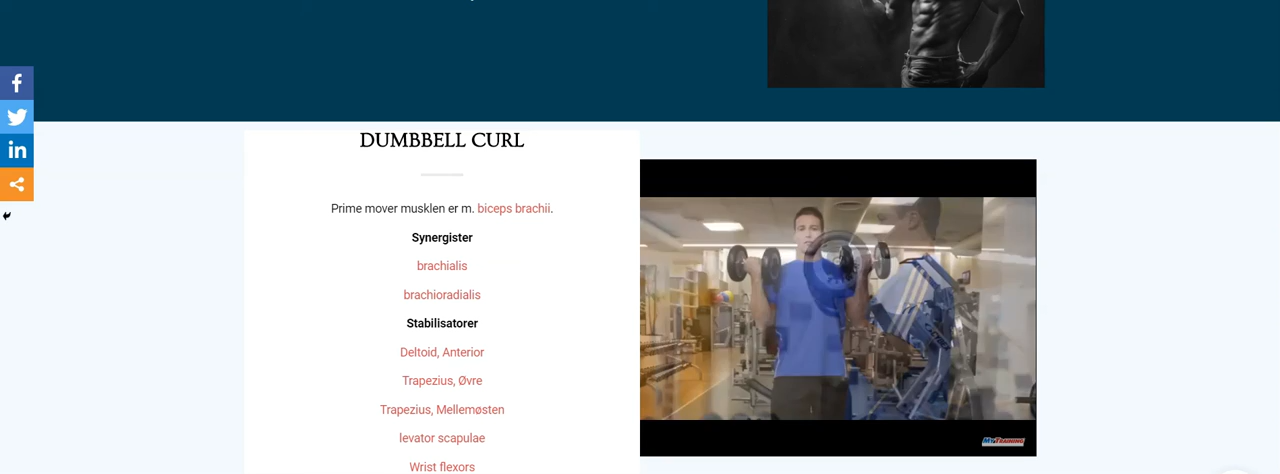 DUMBBELL CURL
Prime mover musklen er m. biceps brachii.
Synergister
brachialis
brachioradialis
Stabilisatorer
Deltoid, Anterior
Trapezius, Øvre
Trapezius, Mellemøsten
levator scapulae
Wrist flexors
MyTraining